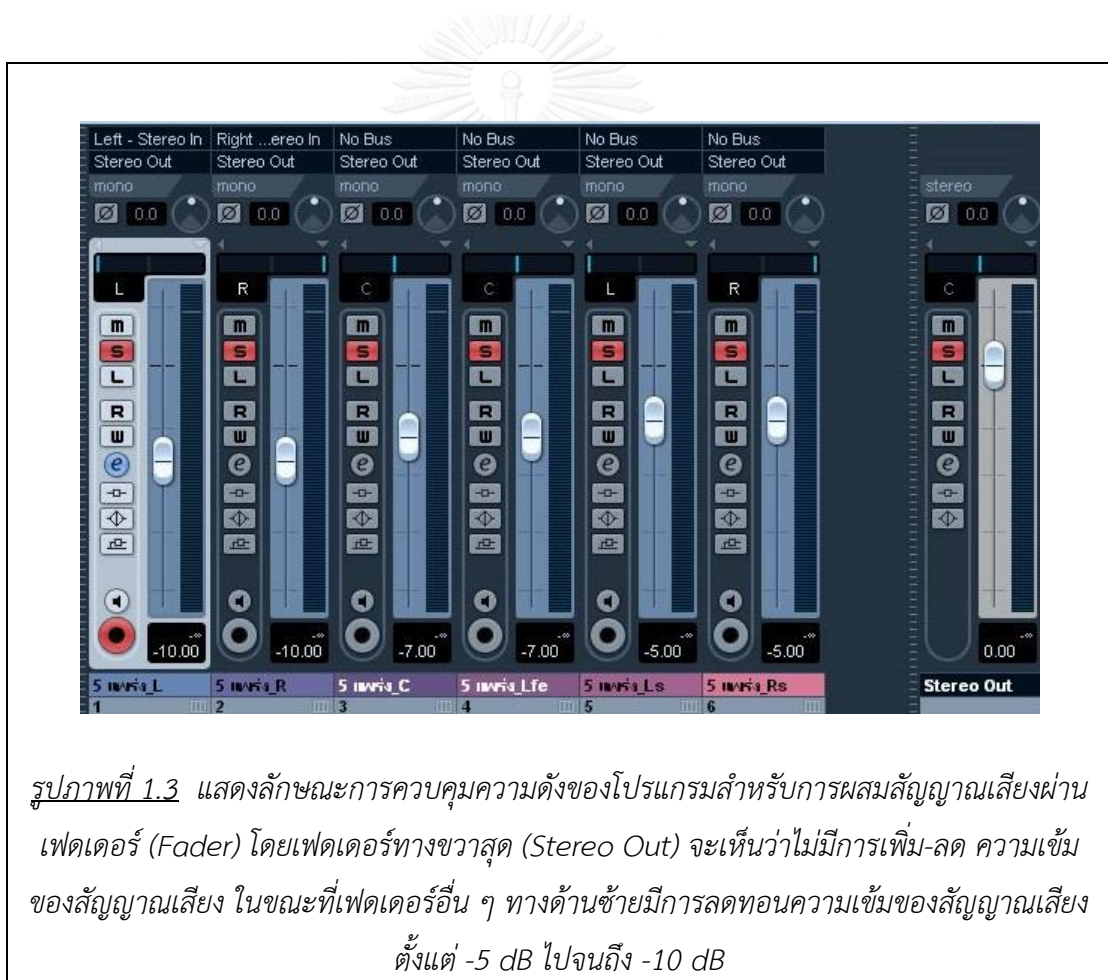 Left - Stereo In Right ...ereo In No Bus No Bus No Bus No Bus
Stereo Out Stereo Out Stereo Out Stereo Out Stereo Out Stereo Out
mono mono mono mono mono mono stereo
Ø 0.0 Ø 0.0 Ø 0.0 Ø 0.0 Ø 0.0 Ø 0.0 Ø 0.0
L R C C L R C
m m m m m m m
S S S S S S S
L L L L L L L
R R R R R R R
W W W W W W W
e e e e e e e
-∞ -∞ -∞ -∞ -∞ -∞ -∞
-10.00 -10.00 -7.00 -7.00 -5.00 -5.00 0.00
5 แพร่ง_L 5 แพร่ง_R 5 แพร่ง_C 5 แพร่ง_Lfe 5 แพร่ง_Ls 5 แพร่ง_Rs Stereo Out
1 2 3 4 5 6
รูปภาพที่ 1.3 แสดงลักษณะการควบคุมความดังของโปรแกรมสำหรับการผสมสัญญาณเสียงผ่าน
เฟดเดอร์ (Fader) โดยเฟดเดอร์ทางขวาสุด (Stereo Out) จะเห็นว่าไม่มีการเพิ่ม-ลด ความเข้ม
ของสัญญาณเสียง ในขณะที่เฟดเดอร์อื่น ๆ ทางด้านซ้ายมีการลดทอนความเข้มของสัญญาณเสียง
ตั้งแต่ -5 dB ไปจนถึง -10 dB